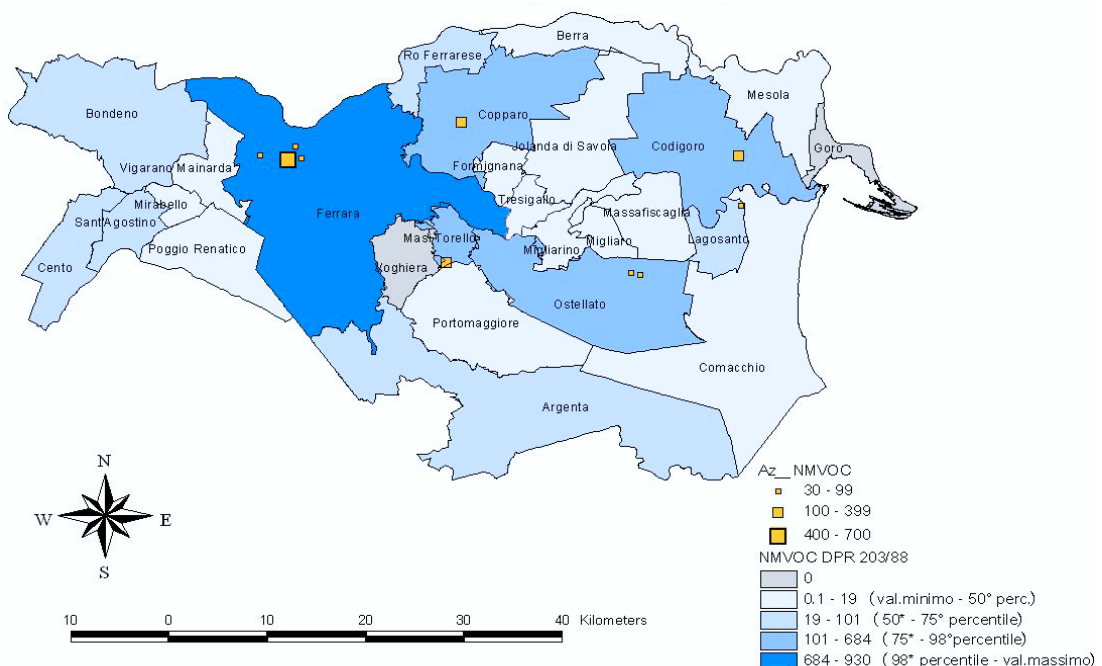 Berra
Ro Ferrarese
Mesola
Bondeno
Copparo
Jolanda di Savola
Codigoro
Goro
Vigarano Mainarda
Formignana
Tresigallo
Mirabello
Massafiscaglia
Sant'Agostino
Ferrara
Masi Torello
Migliarino
Migliaro
Lagosanto
Poggio Renatico
Cento
Voghiera
Ostellato
Portomaggiore
Comacchio
Argenta
N
W E
S
Az__NMVOC
30 - 99
100 - 399
400 - 700
NMVOC DPR 203/88
0
0.1 - 19 (val.minimo - 50° perc.)
19 - 101 (50° - 75° percentile)
101 - 684 (75° - 98°percentile)
684 - 930 (98° percentile - val.massimo)
10 0 10 20 30 40 Kilometers